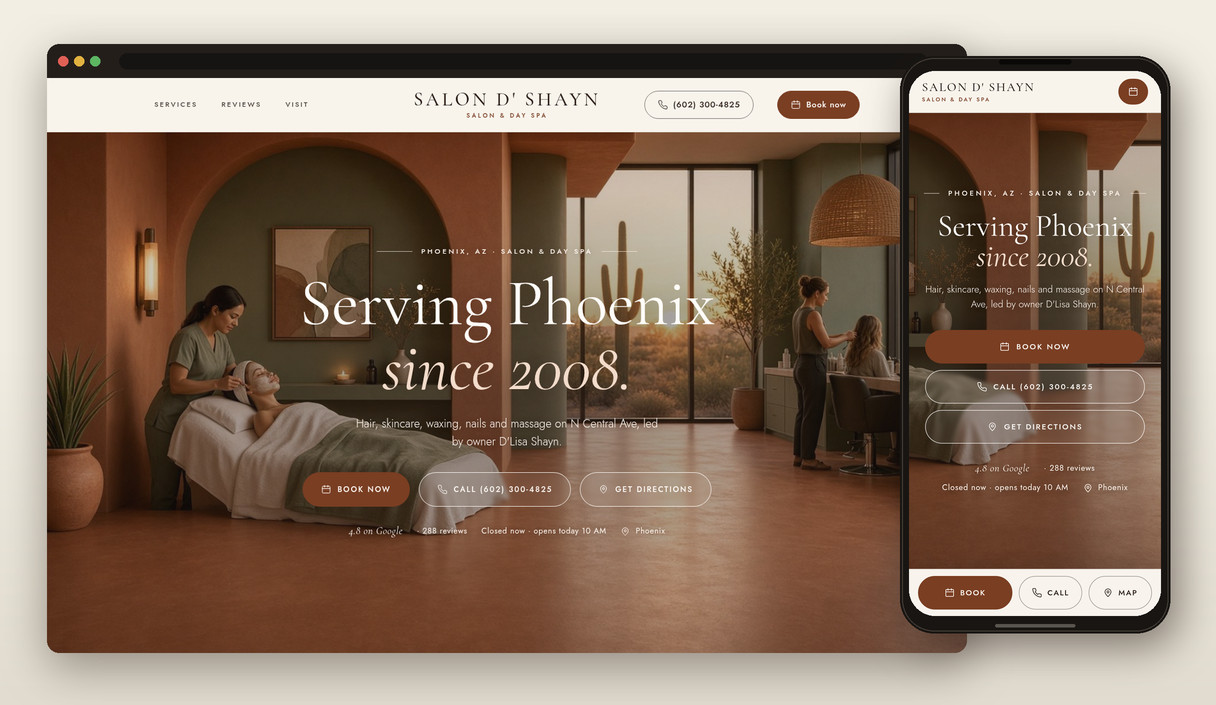 SERVICES REVIEWS VISIT
SALON D' SHAYN
SALON & DAY SPA
(602) 300-4825
Book now
PHOENIX, AZ · SALON & DAY SPA
Serving Phoenix
since 2008.
Hair, skincare, waxing, nails and massage on N Central Ave, led
by owner D'Lisa Shayn.
BOOK NOW
CALL (602) 300-4825
GET DIRECTIONS
4.8 on Google · 288 reviews Closed now · opens today 10 AM Phoenix
SALON D' SHAYN
SALON & DAY SPA
PHOENIX, AZ · SALON & DAY SPA
Serving Phoenix
since 2008.
Hair, skincare, waxing, nails and massage on N Central
Ave, led by owner D'Lisa Shayn.
BOOK NOW
CALL (602) 300-4825
GET DIRECTIONS
4.8 on Google · 288 reviews
Closed now · opens today 10 AM Phoenix
BOOK CALL MAP